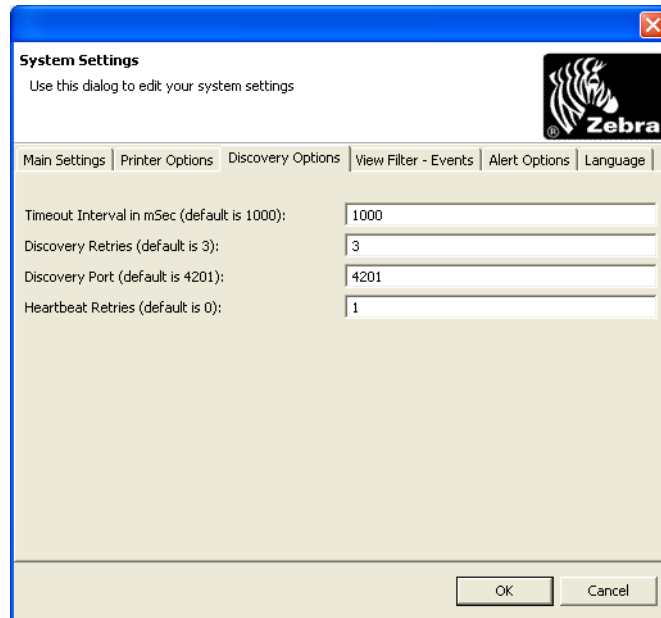 System Settings
Use this dialog to edit your system settings
® Zebra
Main Settings Printer Options Discovery Options View Filter - Events Alert Options Language
Timeout Interval in mSec (default is 1000): 1000
Discovery Retries (default is 3): 3
Discovery Port (default is 4201): 4201
Heartbeat Retries (default is 0): 1
OK Cancel